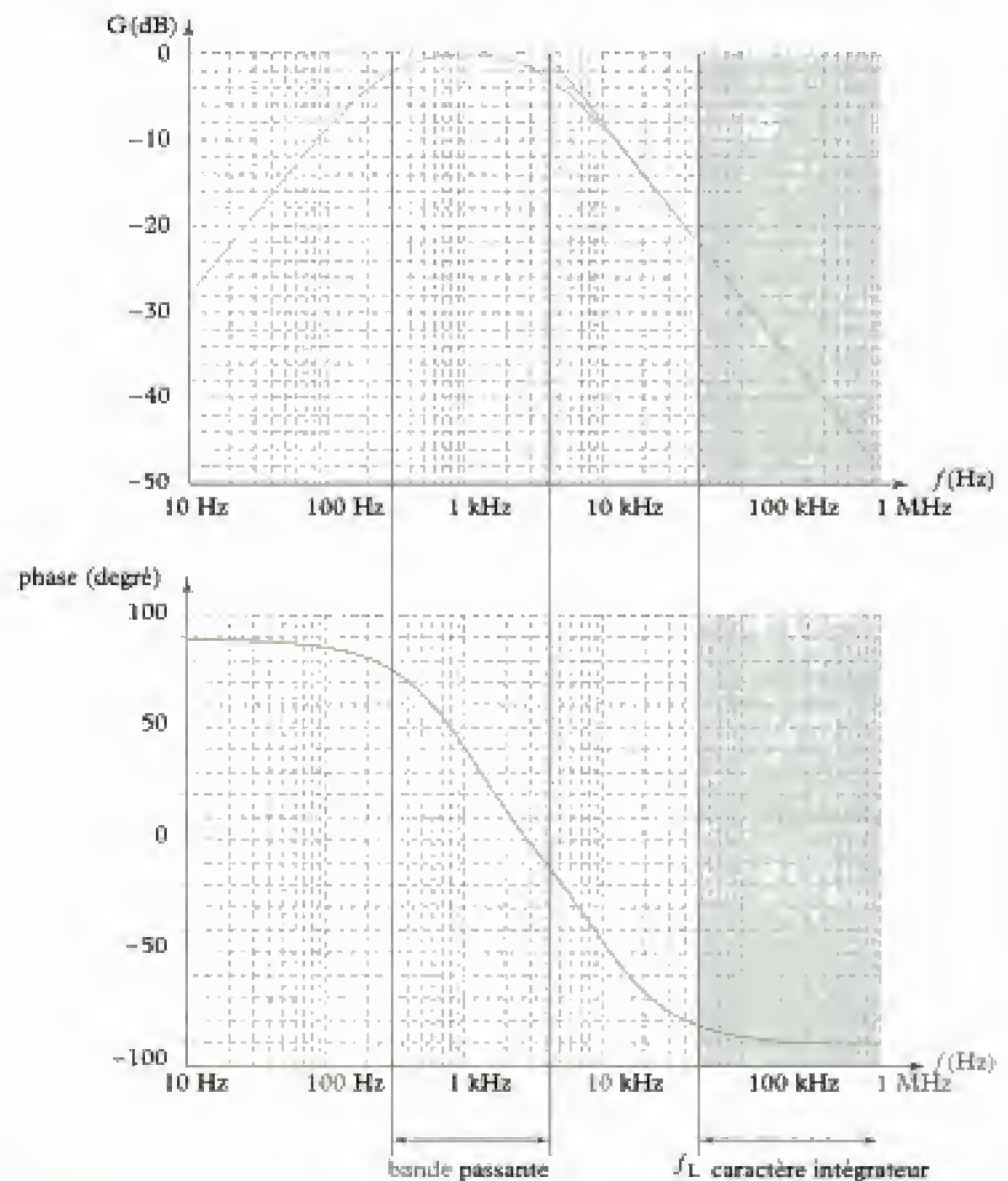 G(dB)
0
−10
−20
−30
−40
−50
10 Hz 100 Hz 1 kHz 10 kHz 100 kHz 1 MHz
f(Hz)
phase (degré)
100
50
0
−50
−100
10 Hz 100 Hz 1 kHz 10 kHz 100 kHz 1 MHz
f(Hz)
bande passante
fL caractère intégrateur